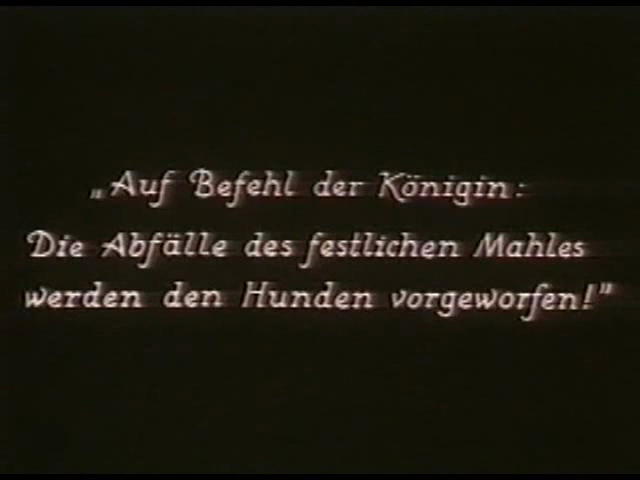 „Auf Befehl der Königin:
Die Abfälle des festlichen Mahles
werden den Hunden vorgeworfen!”